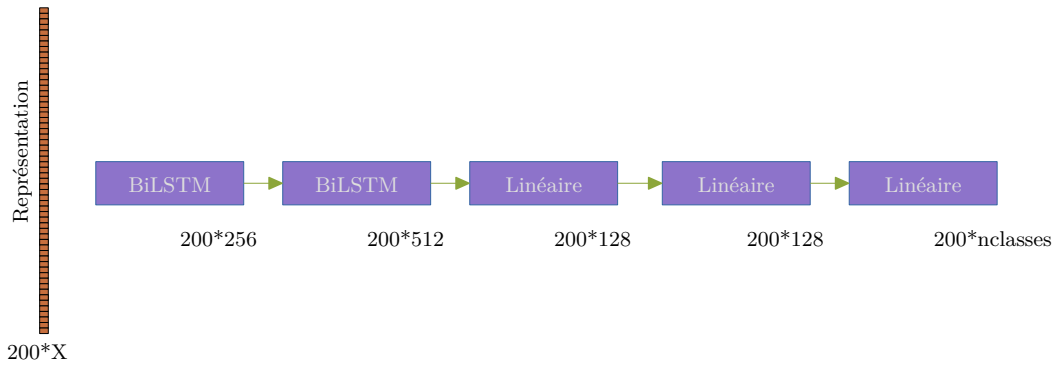 Représentation
200*X
BiLSTM
BiLSTM
Linéaire
Linéaire
Linéaire
200*256
200*512
200*128
200*128
200*nclasses